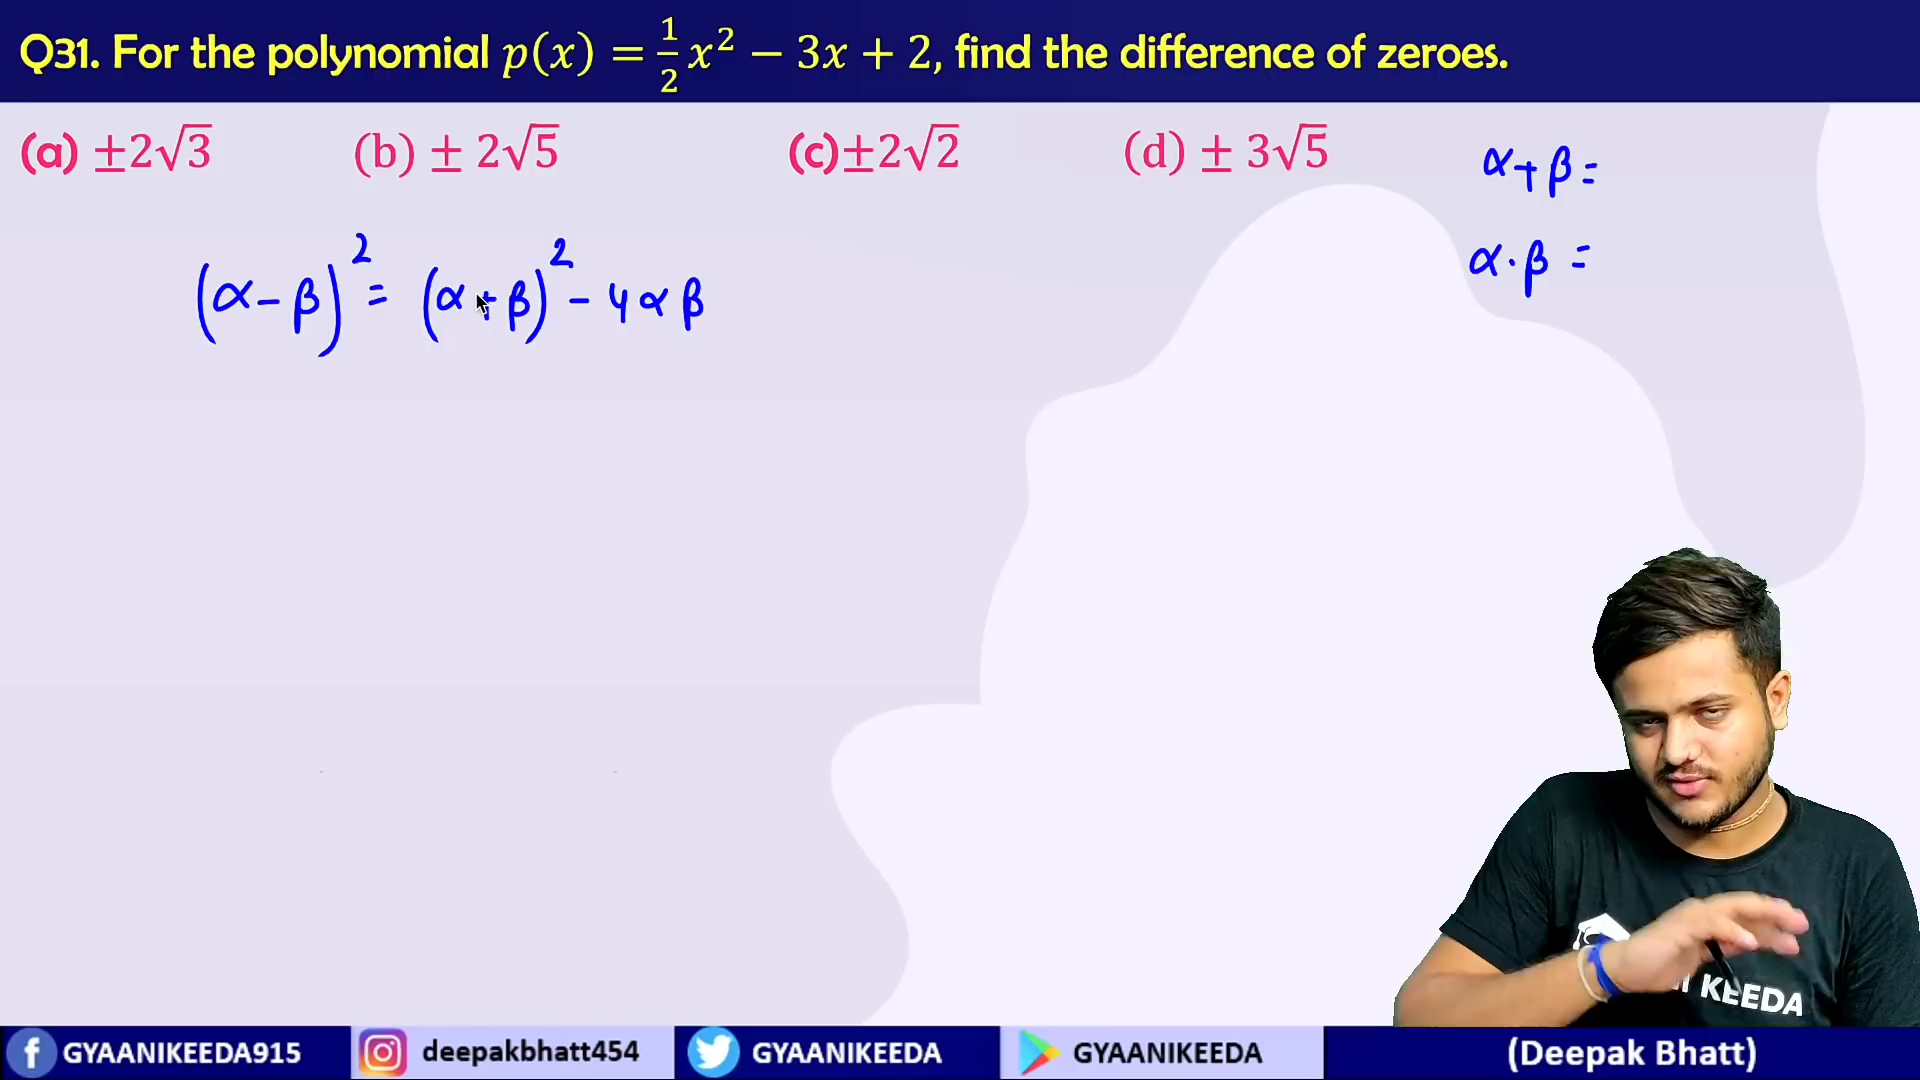 Q31. For the polynomial p(x) = 1/2 x² − 3x + 2, find the difference of zeroes.
(a) ±2√3 (b) ± 2√5 (c)±2√2 (d) ± 3√5
α+β=
α·β =
(α-β)² = (α+β)² - 4αβ
KEEDA
GYAANIKEEDA915 deepakbhatt454 GYAANIKEEDA GYAANIKEEDA (Deepak Bhatt)